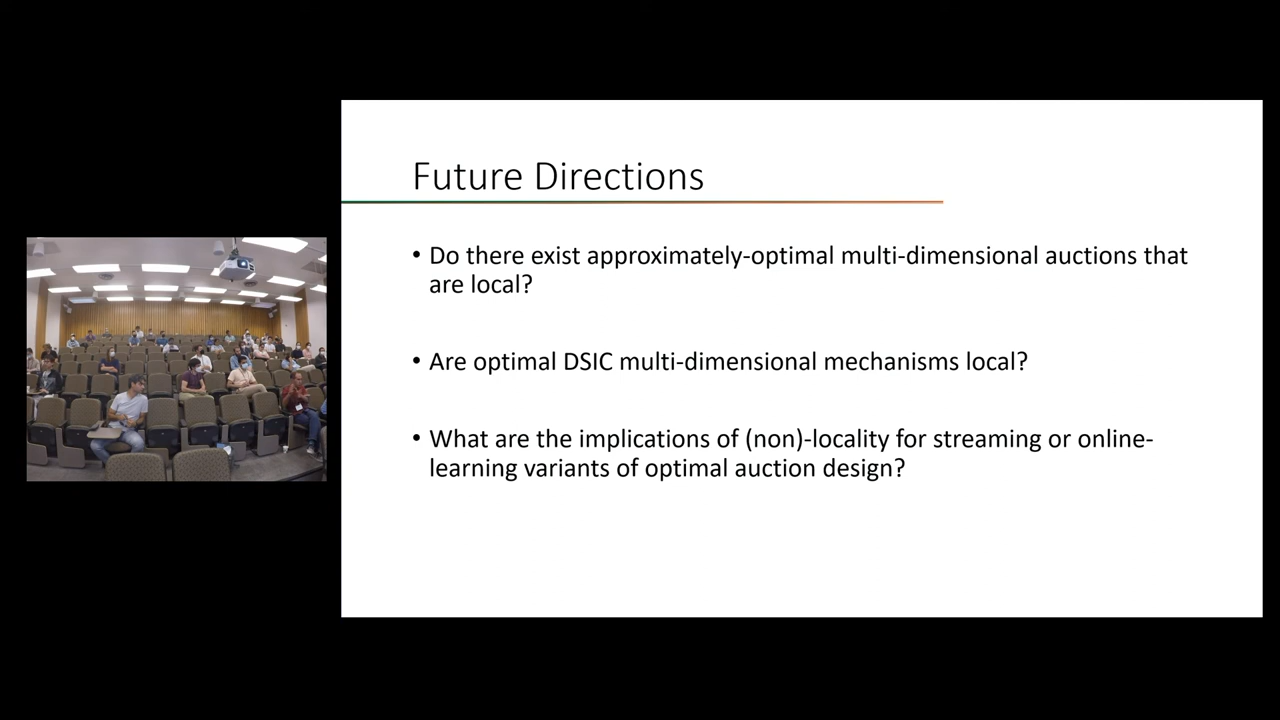 Future Directions
• Do there exist approximately-optimal multi-dimensional auctions that
are local?
• Are optimal DSIC multi-dimensional mechanisms local?
• What are the implications of (non)-locality for streaming or online-
learning variants of optimal auction design?